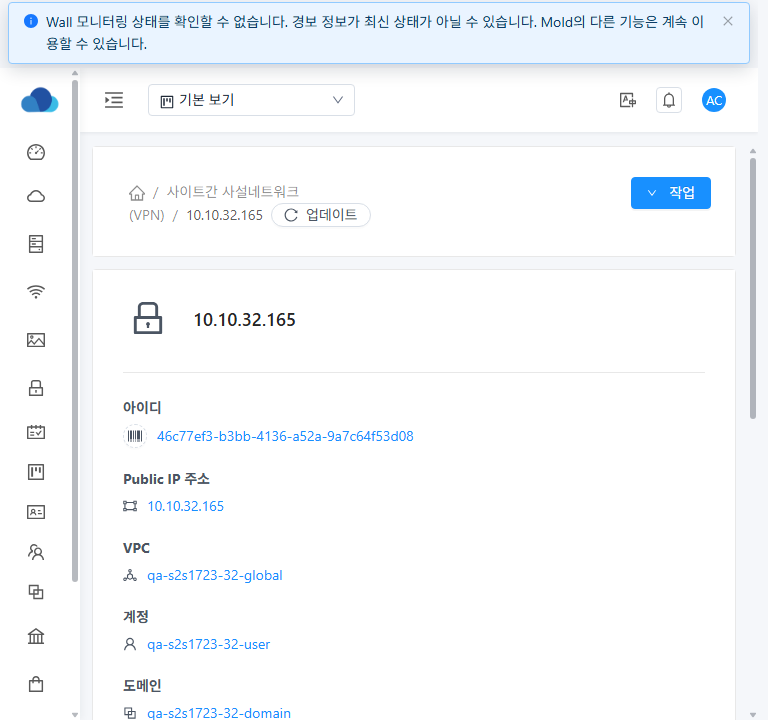 Wall 모니터링 상태를 확인할 수 없습니다. 경보 정보가 최신 상태가 아닐 수 있습니다. Mold의 다른 기능은 계속 이
용할 수 있습니다.
기본 보기
AC
/ 사이트간 사설네트워크
(VPN) / 10.10.32.165 업데이트
작업
10.10.32.165
아이디
46c77ef3-b3bb-4136-a52a-9a7c64f53d08
Public IP 주소
10.10.32.165
VPC
qa-s2s1723-32-global
계정
qa-s2s1723-32-user
도메인
qa-s2s1723-32-domain